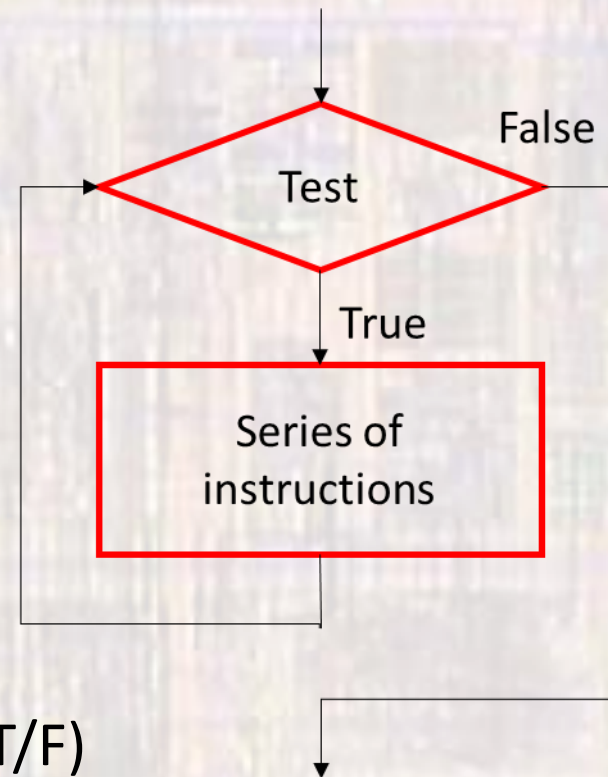 False
Test
True
Series of
instructions
T/F)